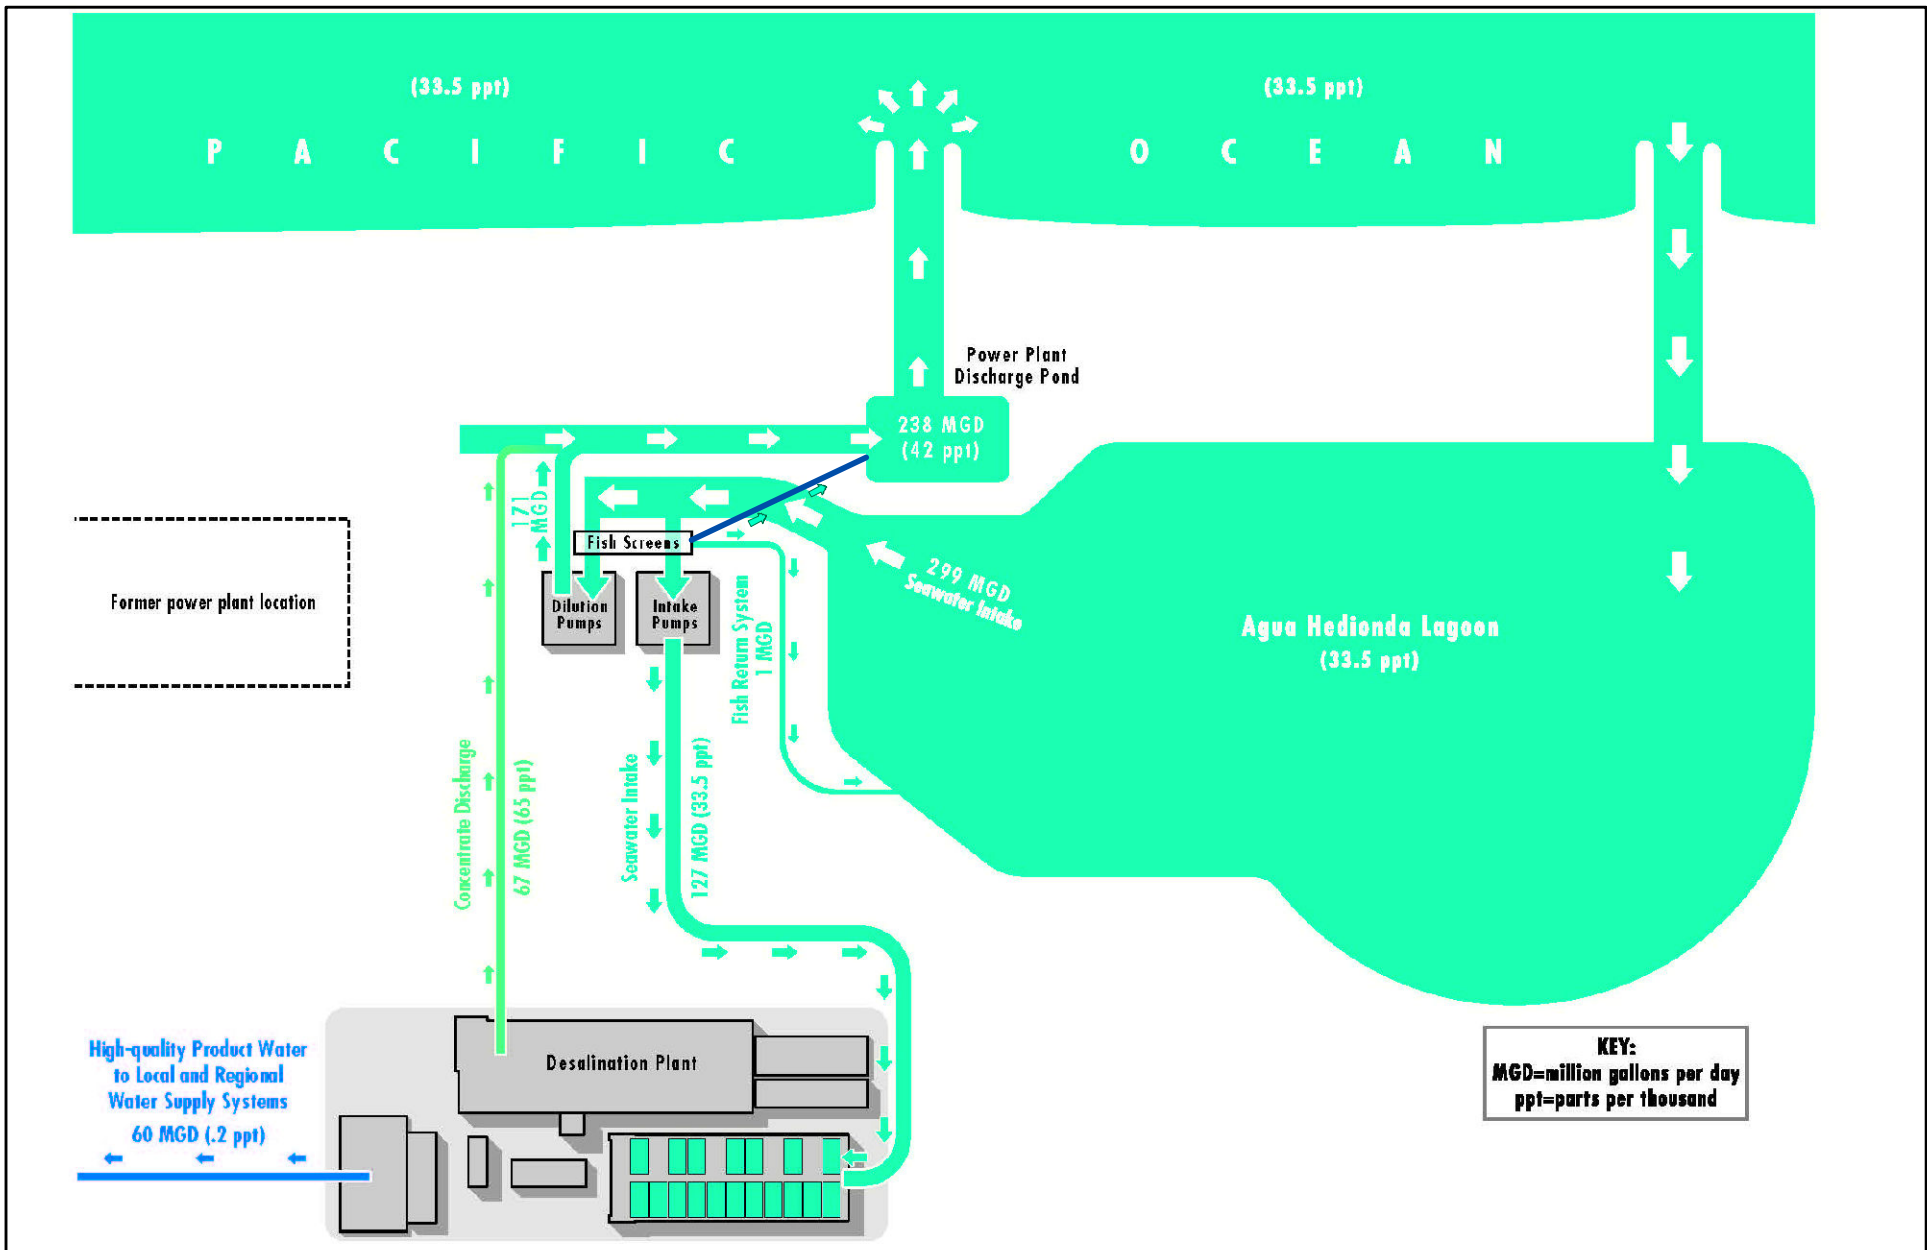 (33.5 ppt)
(33.5 ppt)
PACIFIC OCEAN
Power Plant
Discharge Pond
238 MGD
(42 ppt)
171
MGD
Fish Screens
299 MGD
Seawater Intake
Former power plant location
Dilution
Pumps
Intake
Pumps
Fish Return System
1 MGD
Agua Hedionda Lagoon
(33.5 ppt)
Concentrate Discharge
67 MGD (65 ppt)
Seawater Intake
127 MGD (33.5 ppt)
High-quality Product Water
to Local and Regional
Water Supply Systems
60 MGD (.2 ppt)
Desalination Plant
KEY:
MGD=million gallons per day
ppt=parts per thousand